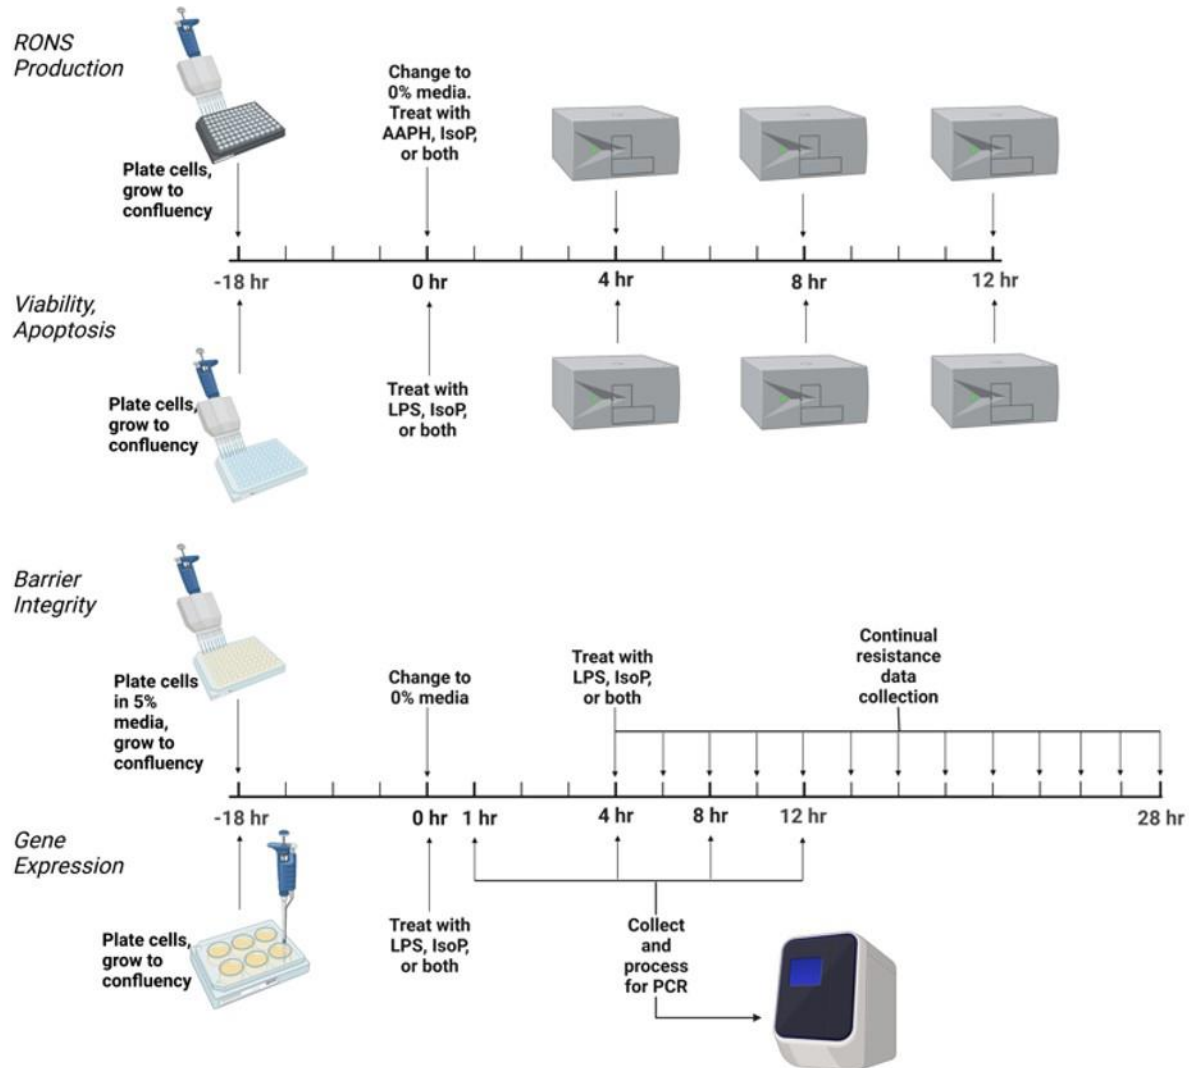 RONS
Production
Plate cells,
grow to
confluency
Change to
0% media.
Treat with
AAPH, IsoP,
or both
-18 hr
0 hr
4 hr
8 hr
12 hr
Viability,
Apoptosis
Plate cells,
grow to
confluency
Treat with
LPS, IsoP,
or both
Barrier
Integrity
Plate cells
in 5%
media,
grow to
confluency
Change to
0% media
Treat with
LPS, IsoP,
or both
Continual
resistance
data
collection
-18 hr
0 hr
1 hr
4 hr
8 hr
12 hr
28 hr
Gene
Expression
Plate cells,
grow to
confluency
Treat with
LPS, IsoP,
or both
Collect
and
process
for PCR